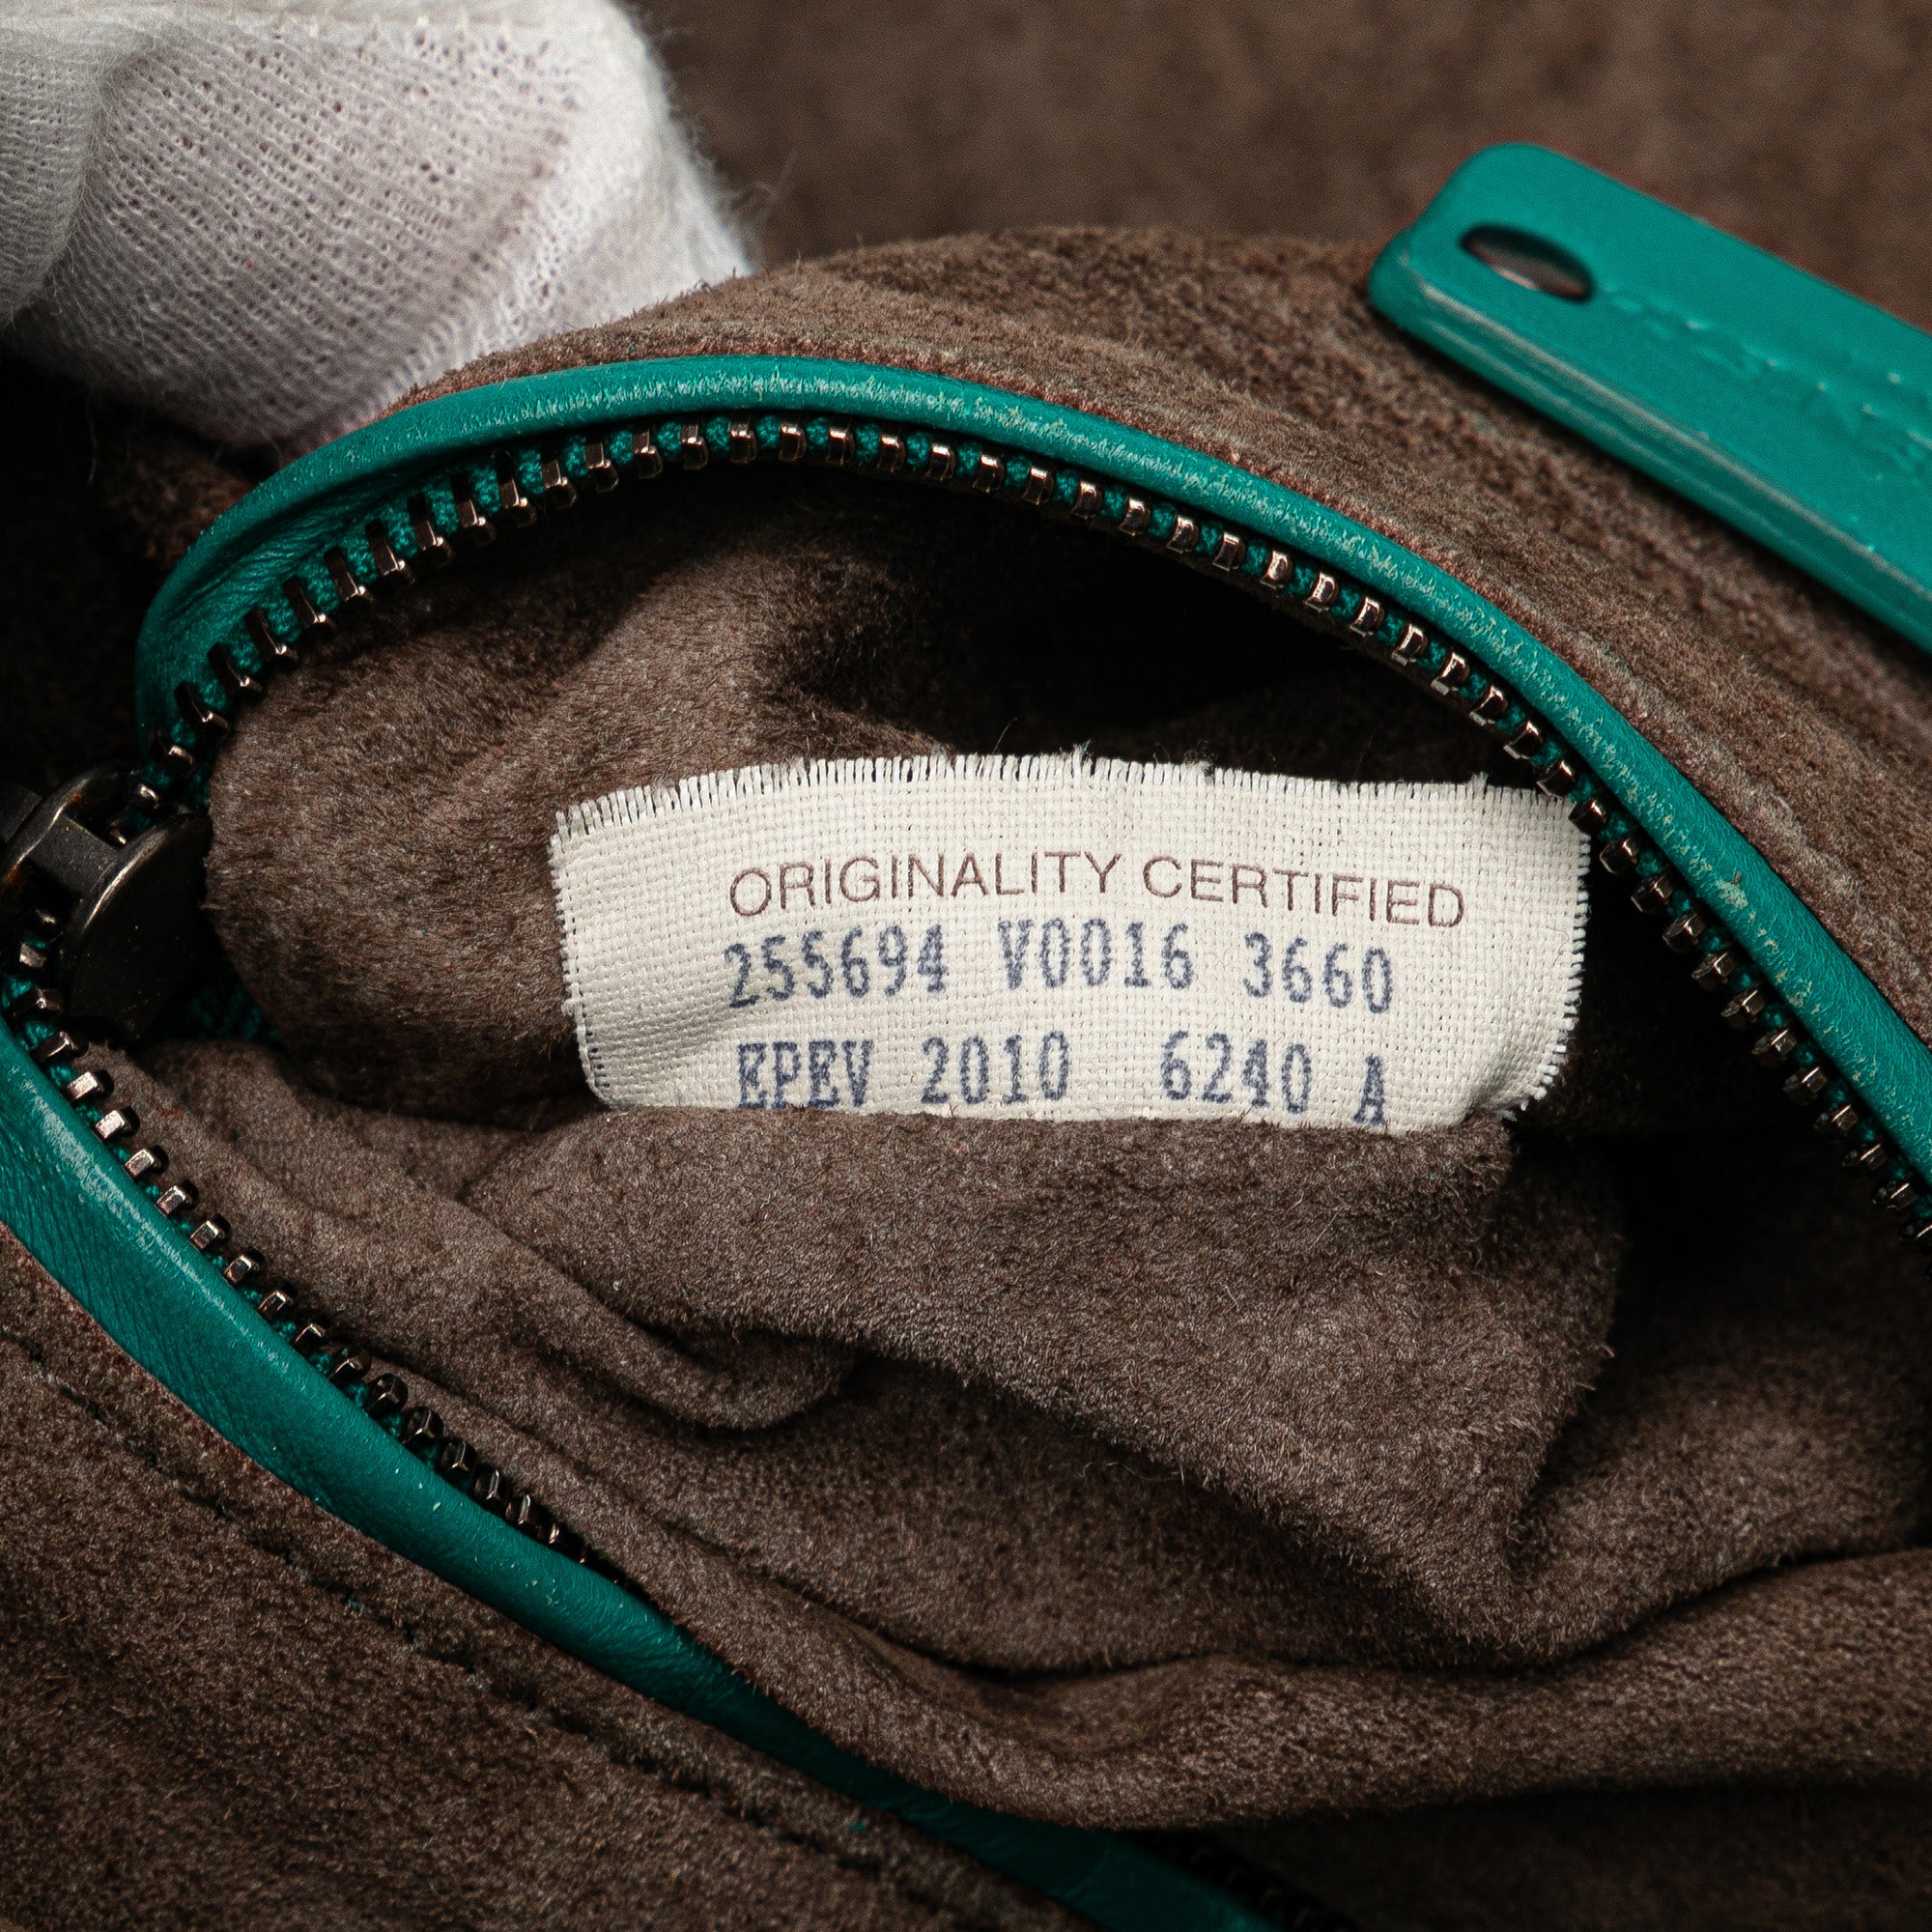 ORIGINALITY CERTIFIED
255694 V0016 3660
EPEV 2010 6240 A